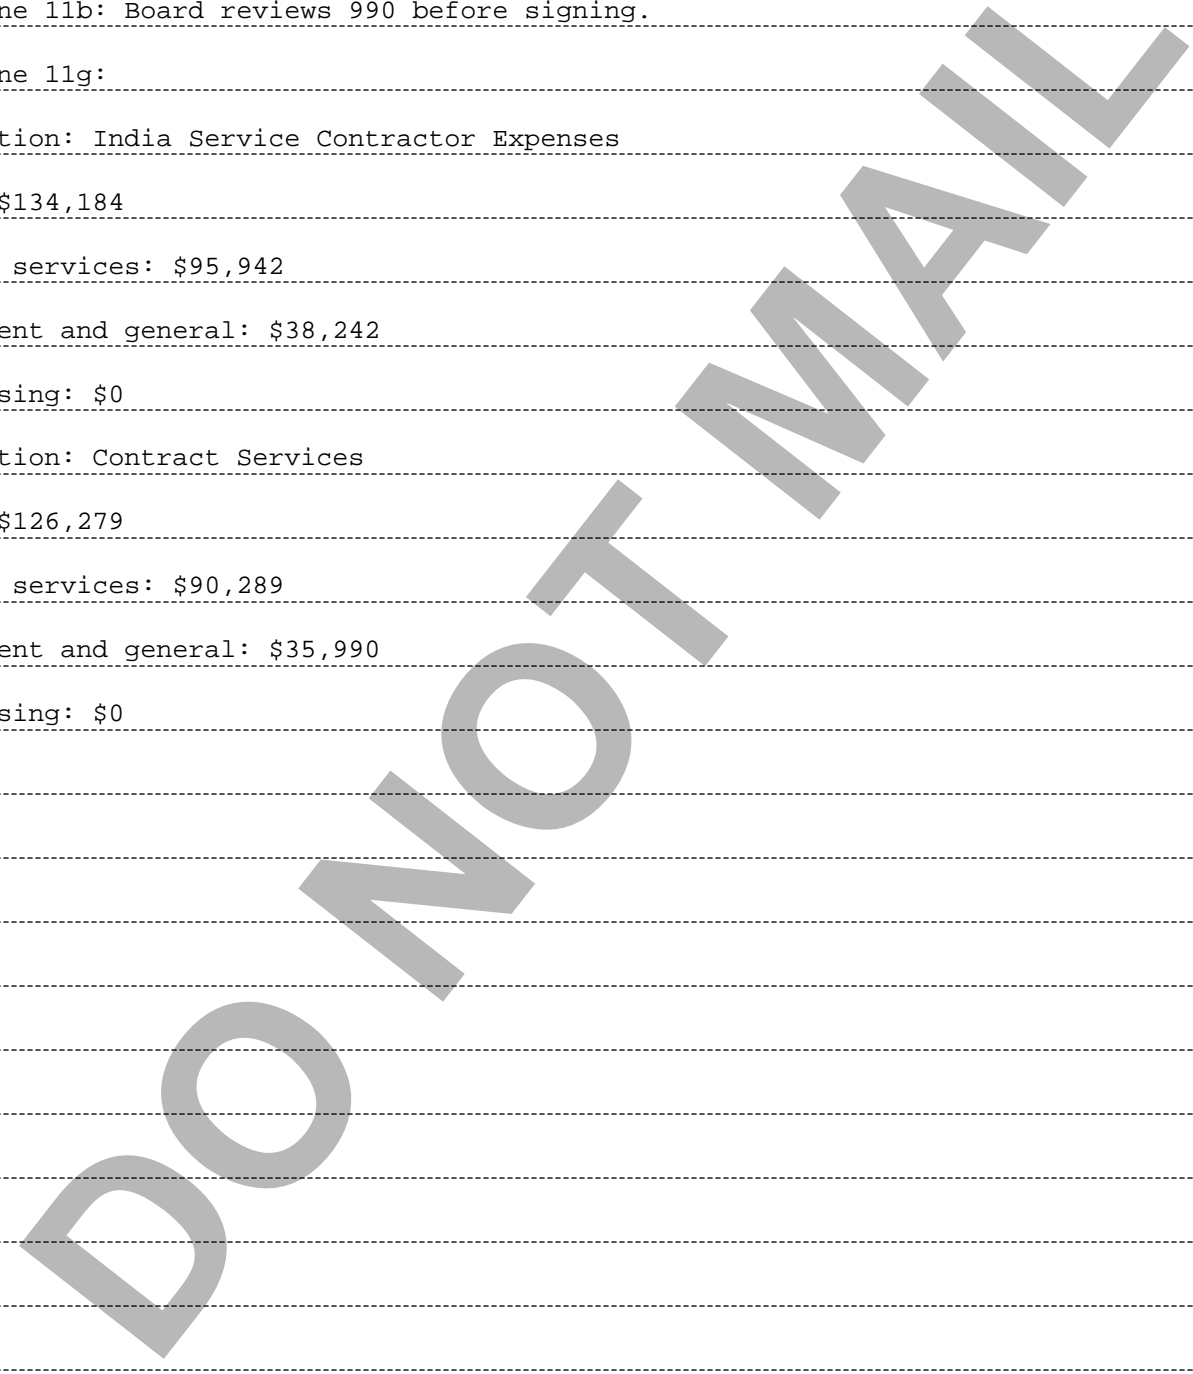 ne 11b: Board reviews 990 before signing.
ne 11g:
tion: India Service Contractor Expenses
$134,184
services: $95,942
ent and general: $38,242
sing: $0
tion: Contract Services
$126,279
services: $90,289
ent and general: $35,990
sing: $0
DO NOT MAIL